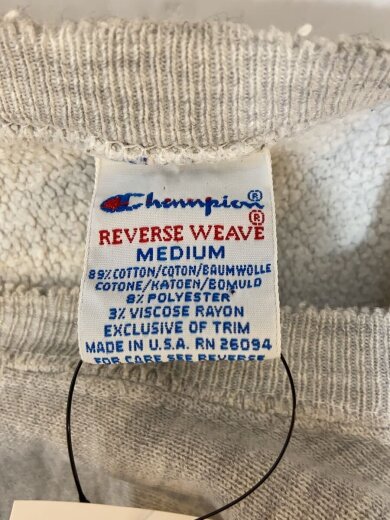 Champion®
®
REVERSE WEAVE
MEDIUM
89% COTTON/COTON/BAUMWOLLE
COTONE/KATOEN/BOMULD
8% POLYESTER
3% VISCOSE RAYON
EXCLUSIVE OF TRIM
MADE IN U.S.A. RN 26094
FOR CARE SEE REVERSE